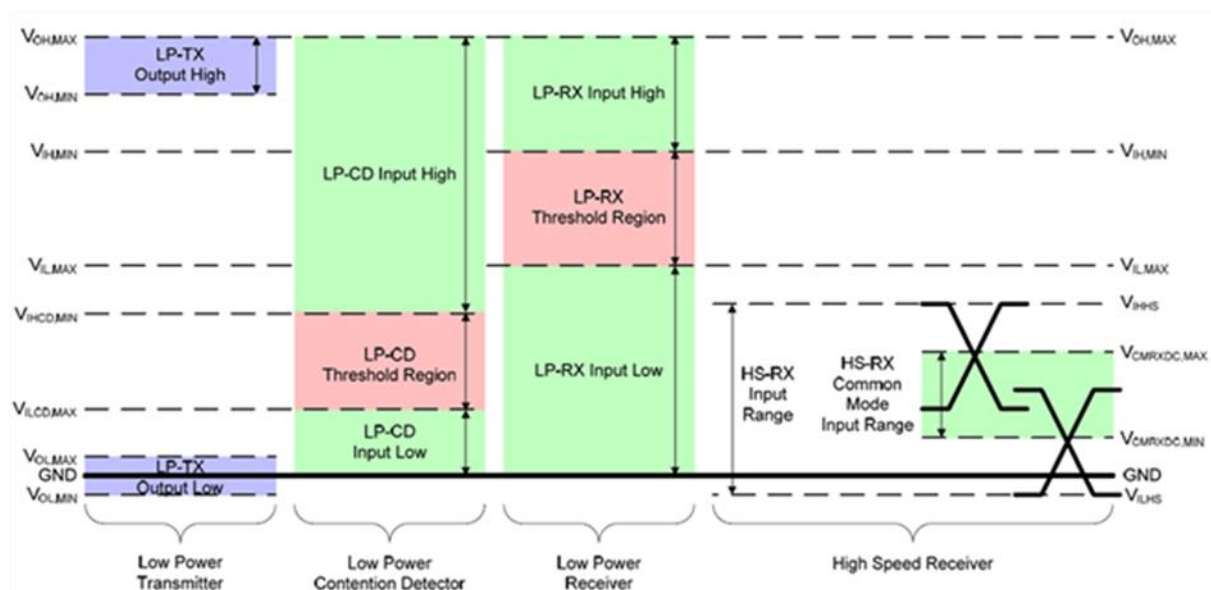 VOH,MAX
VOH,MIN
VIH,MIN
VIL,MAX
VIHCD,MIN
VILCD,MAX
VOL,MAX
GND
VOL,MIN
LP-TX
Output High
LP-TX
Output Low
LP-CD Input High
LP-CD
Threshold Region
LP-CD
Input Low
LP-RX Input High
LP-RX
Threshold Region
LP-RX Input Low
HS-RX
Input
Range
HS-RX
Common
Mode
Input Range
VOH,MAX
VIH,MIN
VIL,MAX
VIHHS
VCMRXDC,MAX
VCMRXDC,MIN
GND
VILHS
Low Power
Transmitter
Low Power
Contention Detector
Low Power
Receiver
High Speed Receiver